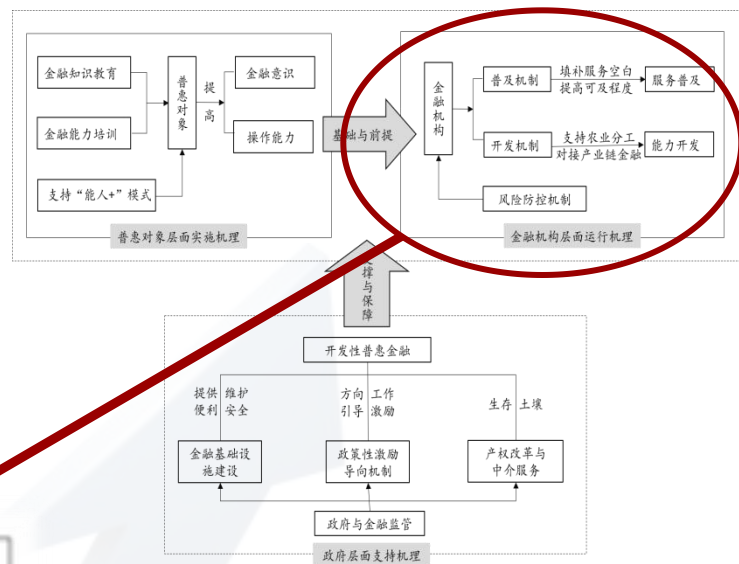 金融知识教育
金融能力培训
支持“能人+”模式
普惠对象
提高
金融意识
操作能力
普惠对象层面实施机理
基础与前提
金融机构
普及机制
填补服务空白
提高可及程度
服务普及
开发机制
支持农业分工
对接产业链金融
能力开发
风险防控机制
金融机构层面运行机理
支撑与保障
开发性普惠金融
提供 维护
便利 安全
方向 工作
引导 激励
生存 土壤
金融基础设
施建设
政策性激励
导向机制
产权改革与
中介服务
政府与金融监管
政府层面支持机理